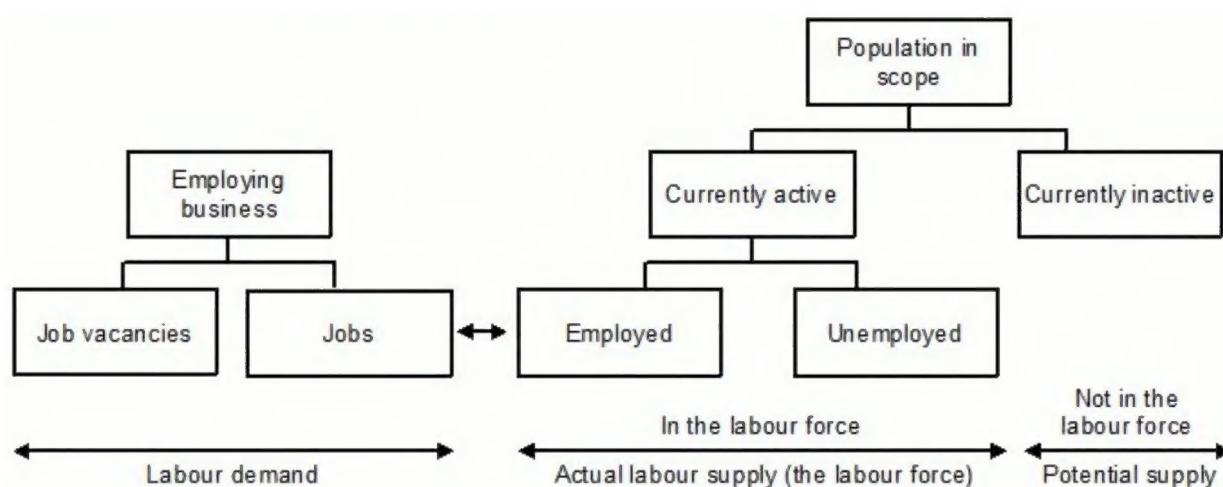 Population in
scope
Employing
business
Currently active
Currently inactive
Job vacancies
Jobs
Employed
Unemployed
In the labour force
Not in the
labour force
Labour demand
Actual labour supply (the labour force)
Potential supply